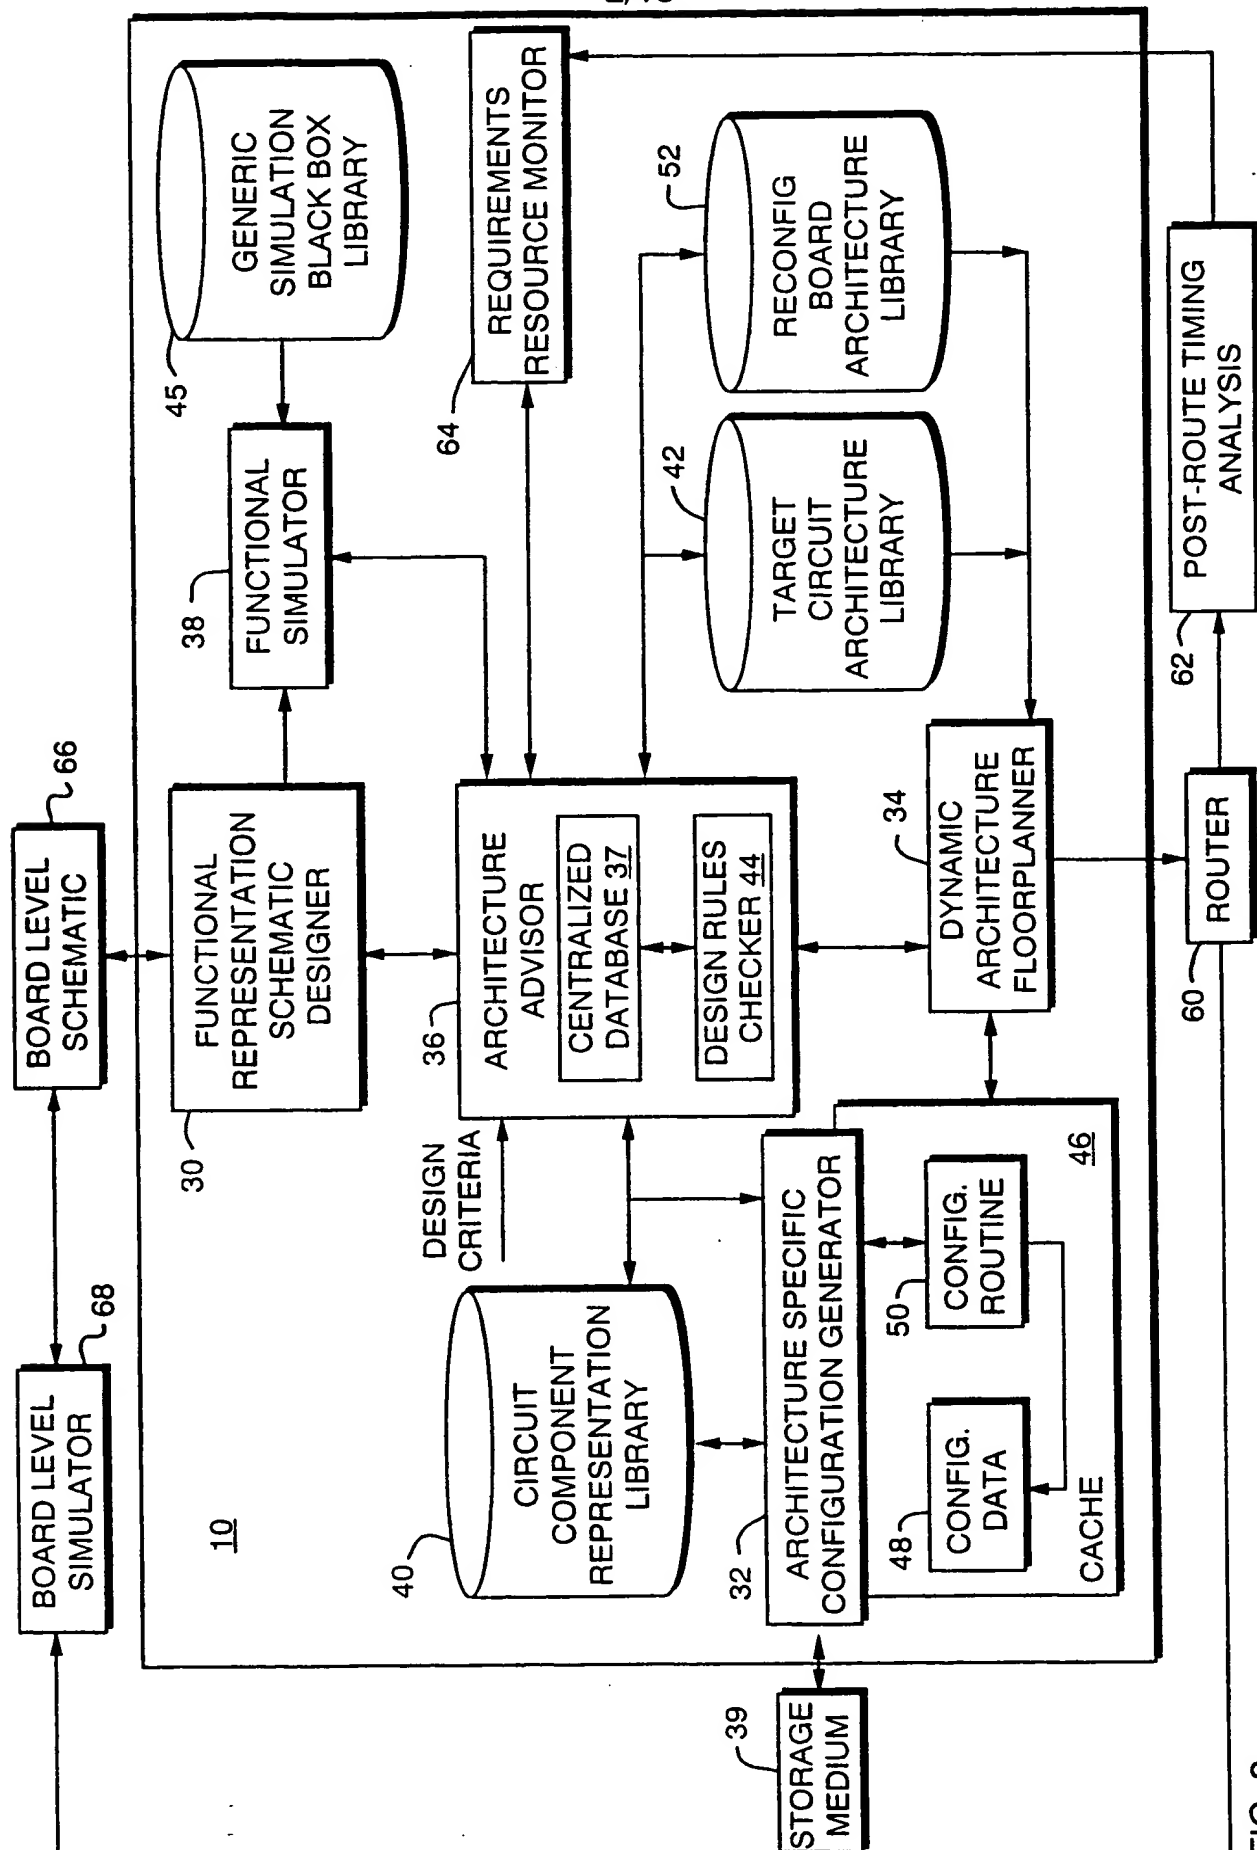 BOARD LEVEL
SIMULATOR
68
BOARD LEVEL
SCHEMATIC
66
10
30
FUNCTIONAL
REPRESENTATION
SCHEMATIC
DESIGNER
38
FUNCTIONAL
SIMULATOR
45
GENERIC
SIMULATION
BLACK BOX
LIBRARY
DESIGN
CRITERIA
36
ARCHITECTURE
ADVISOR
CENTRALIZED
DATABASE 37
DESIGN RULES
CHECKER 44
64
REQUIREMENTS
RESOURCE MONITOR
40
CIRCUIT
COMPONENT
REPRESENTATION
LIBRARY
42
TARGET
CIRCUIT
ARCHITECTURE
LIBRARY
52
RECONFIG
BOARD
ARCHITECTURE
LIBRARY
39
STORAGE
MEDIUM
32
ARCHITECTURE SPECIFIC
CONFIGURATION GENERATOR
48
CONFIG.
DATA
50
CONFIG.
ROUTINE
46
CACHE
34
DYNAMIC
ARCHITECTURE
FLOORPLANNER
60
ROUTER
62
POST-ROUTE TIMING
ANALYSIS